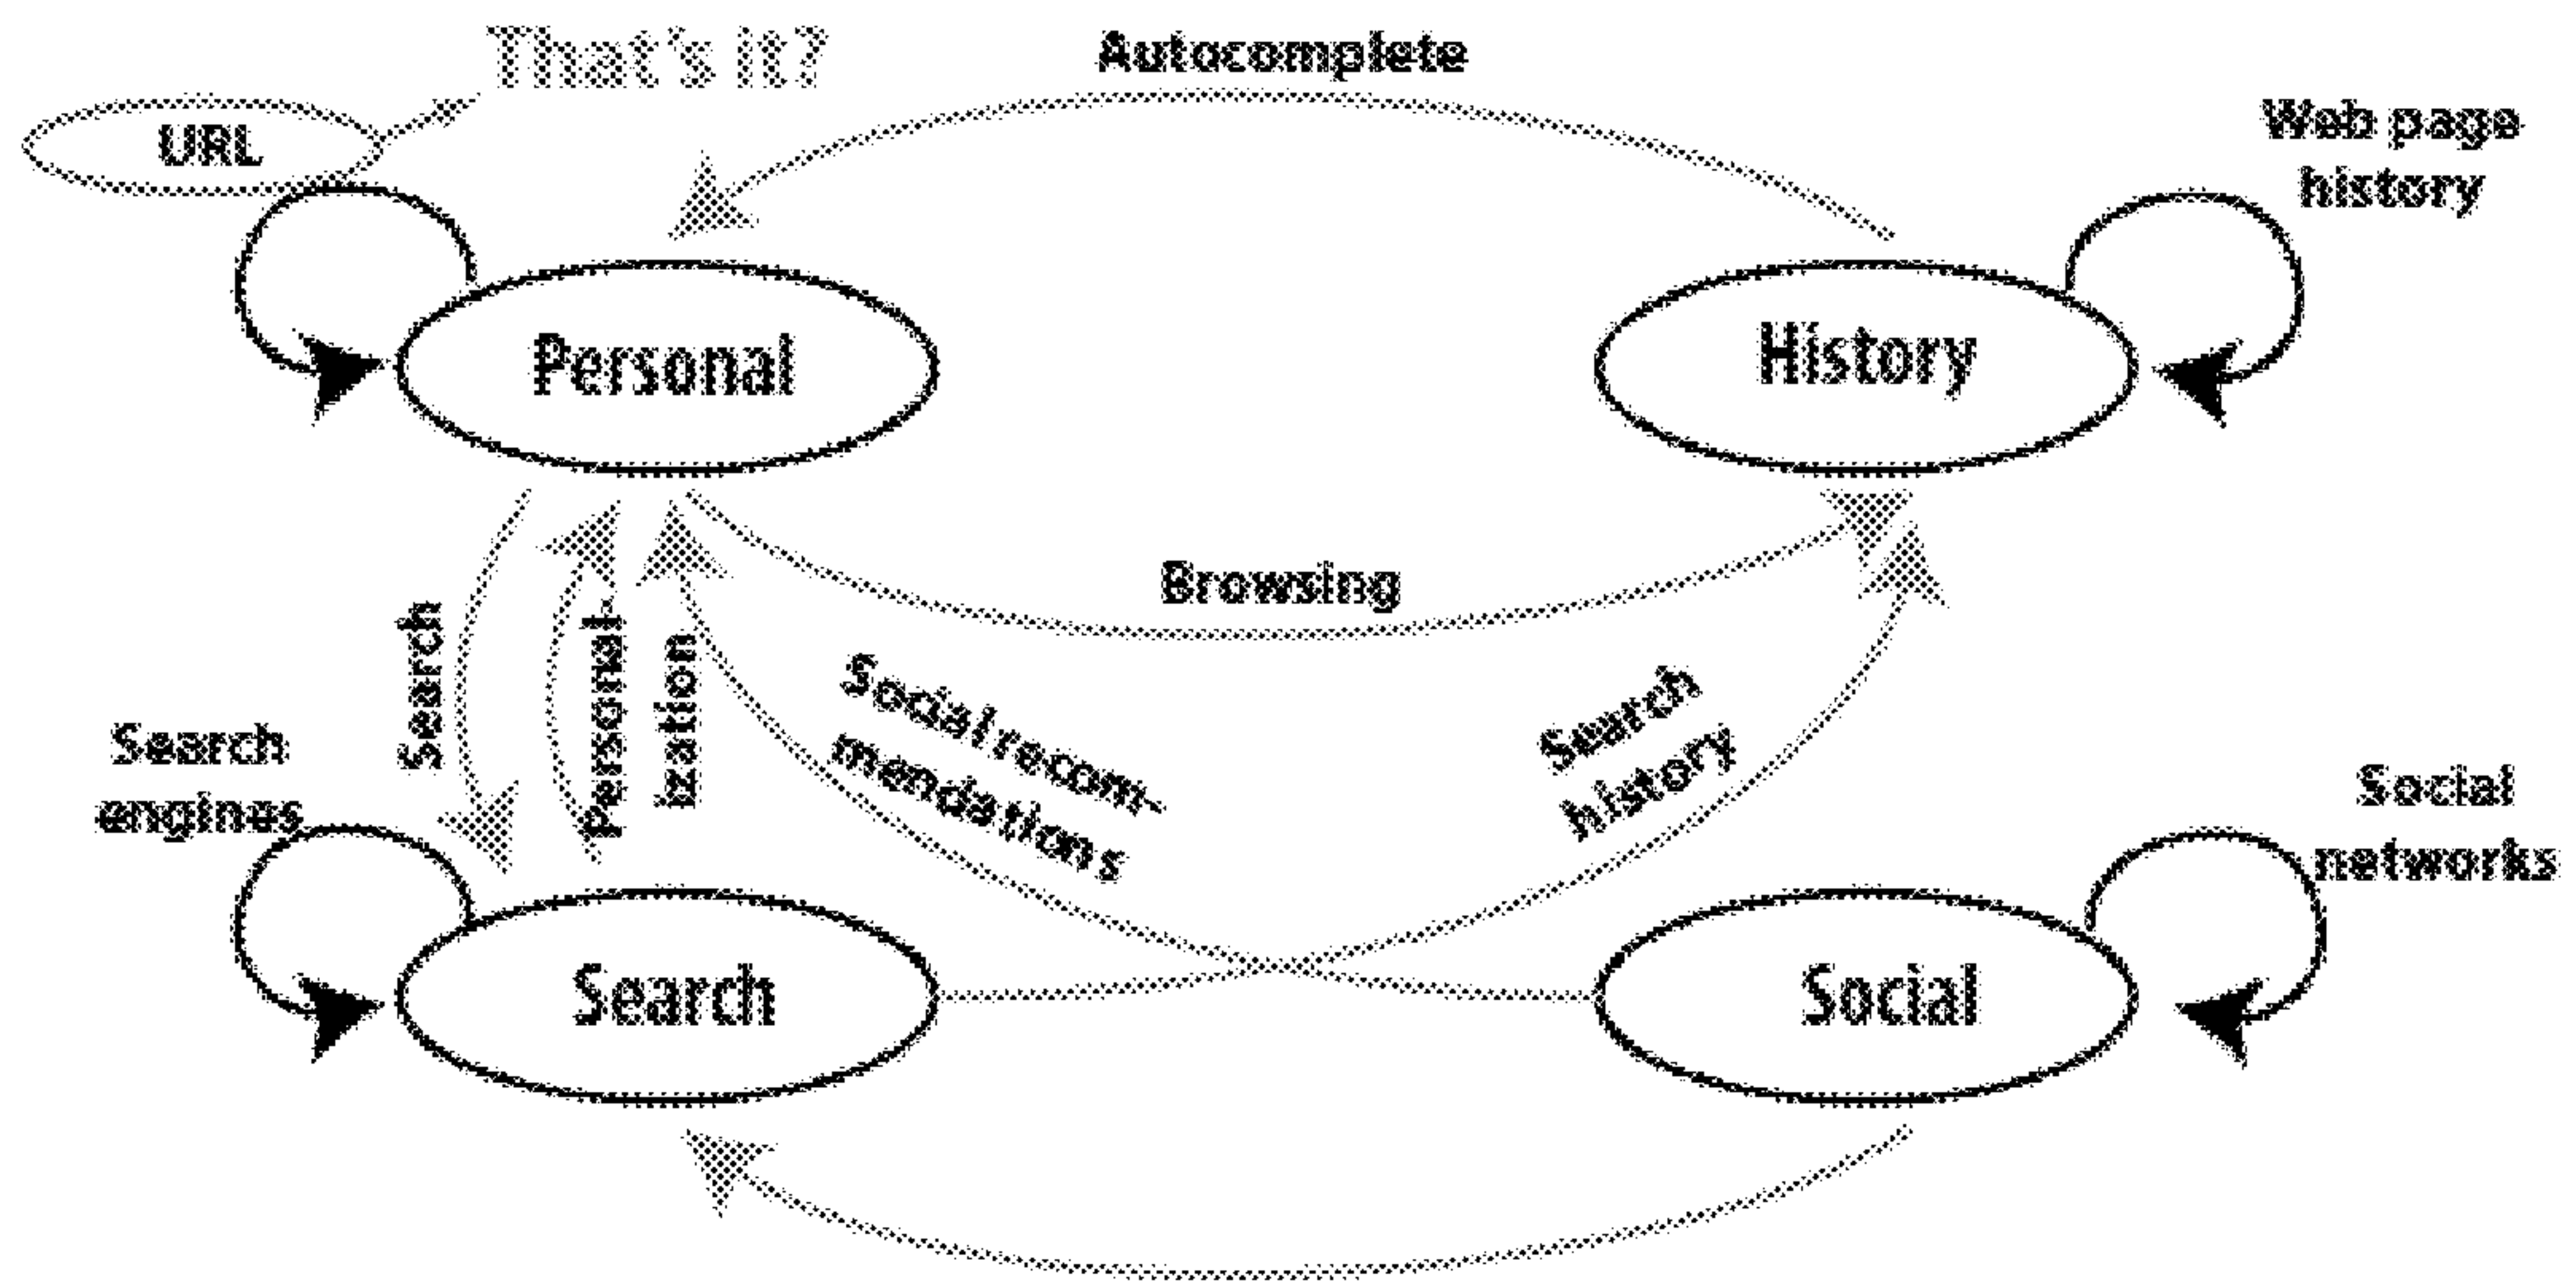 That's it?
Autocomplete
URL
Web page
history
Personal
History
Browsing
Search
Personal-
ization
Social recom-
mendations
Search
history
Search
engines
Social
networks
Search
Social